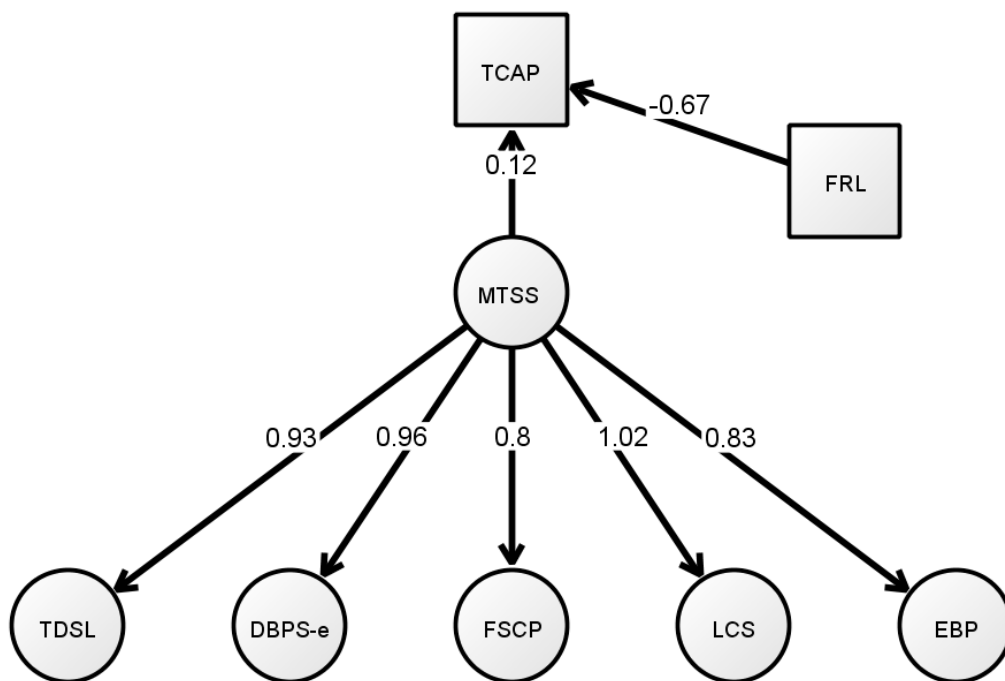 TCAP
-0.67
0.12
FRL
MTSS
0.93
0.96
0.8
1.02
0.83
TDSL
DBPS-e
FSCP
LCS
EBP